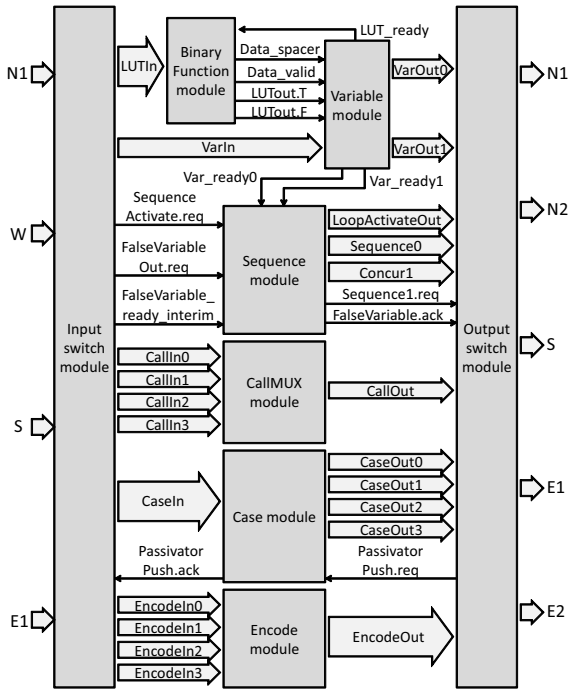 LUT_ready
N1
LUTIn
Binary
Function
module
Data_spacer
Data_valid
LUTout.T
LUTout.F
Variable
module
VarOut0
N1
VarIn
VarOut1
Var_ready0
Var_ready1
W
Sequence
Activate.req
FalseVariable
Out.req
FalseVariable_
ready_interim
Sequence
module
LoopActivateOut
Sequence0
Concur1
Sequence1.req
FalseVariable.ack
N2
Input
switch
module
Output
switch
module
S
CallIn0
CallIn1
CallIn2
CallIn3
CallMUX
module
CallOut
S
CaseIn
Case module
CaseOut0
CaseOut1
CaseOut2
CaseOut3
E1
Passivator
Push.ack
Passivator
Push.req
E1
EncodeIn0
EncodeIn1
EncodeIn2
EncodeIn3
Encode
module
EncodeOut
E2